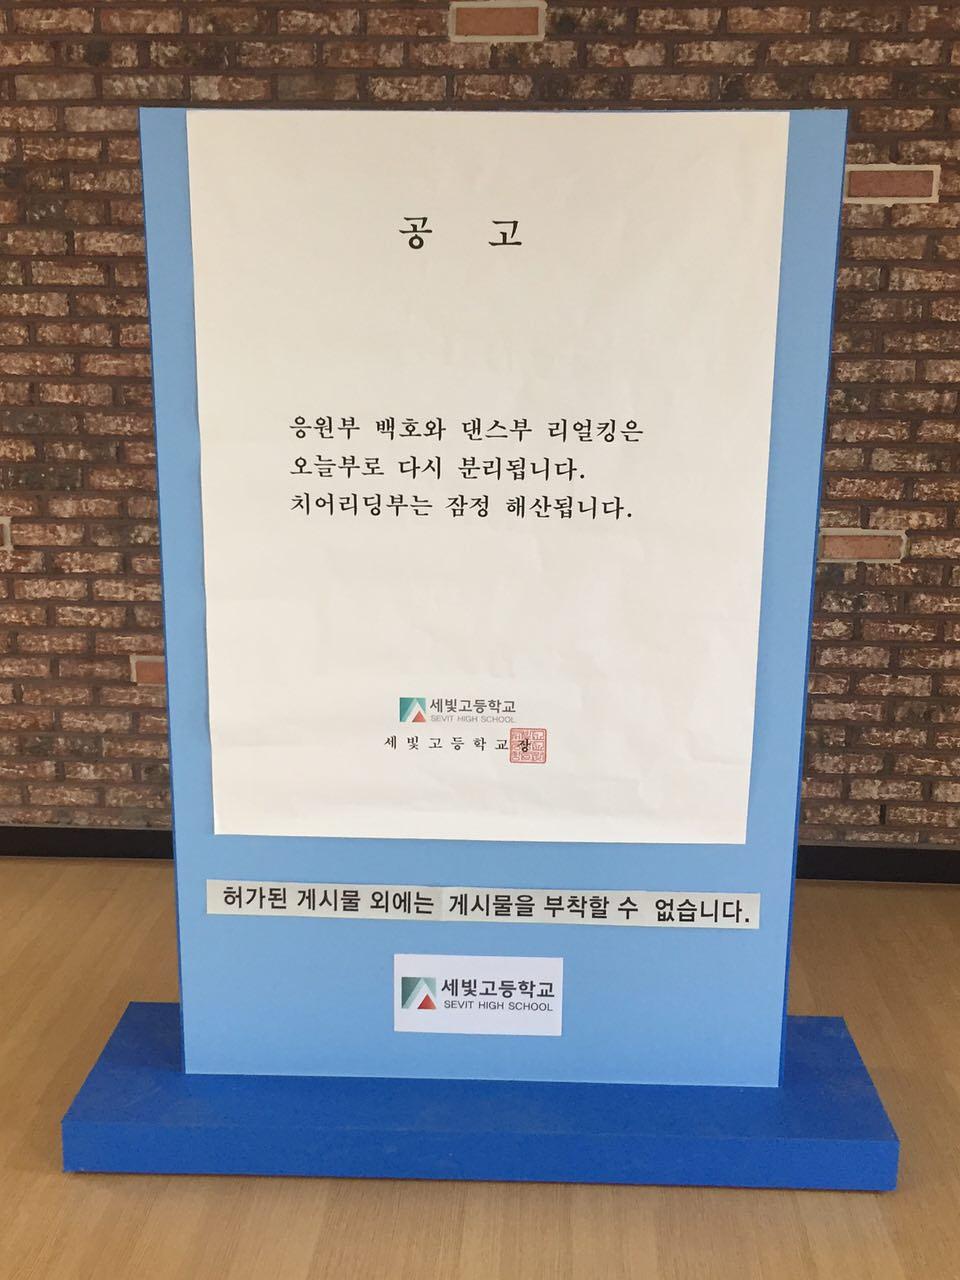 공 고
응원부 백호와 댄스부 리얼킹은
오늘부로 다시 분리됩니다.
치어리딩부는 잠정 해산됩니다.
세빛고등학교
SEVIT HIGH SCHOOL
세 빛 고 등 학 교 장
허가된 게시물 외에는 게시물을 부착할 수 없습니다.
세빛고등학교
SEVIT HIGH SCHOOL